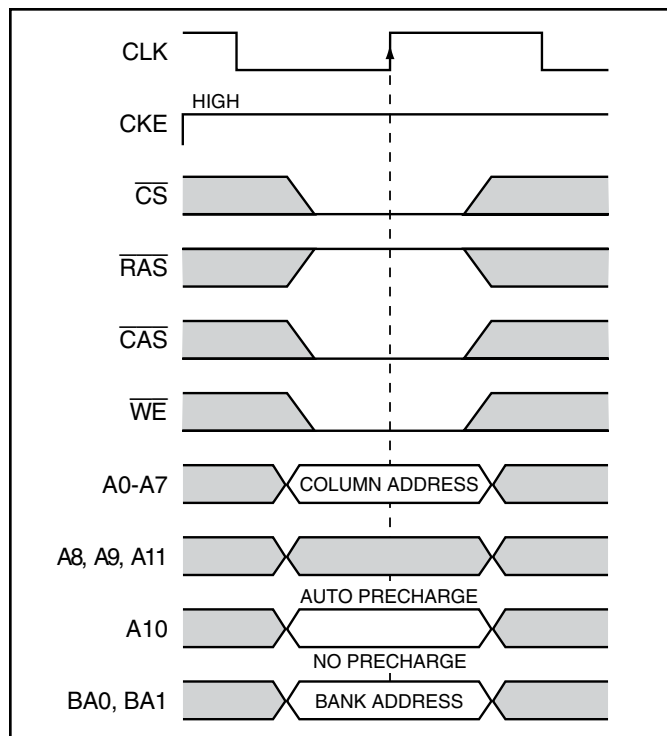 CLK
CKE HIGH
CS
RAS
CAS
WE
A0-A7 COLUMN ADDRESS
A8, A9, A11
AUTO PRECHARGE
A10
NO PRECHARGE
BA0, BA1 BANK ADDRESS